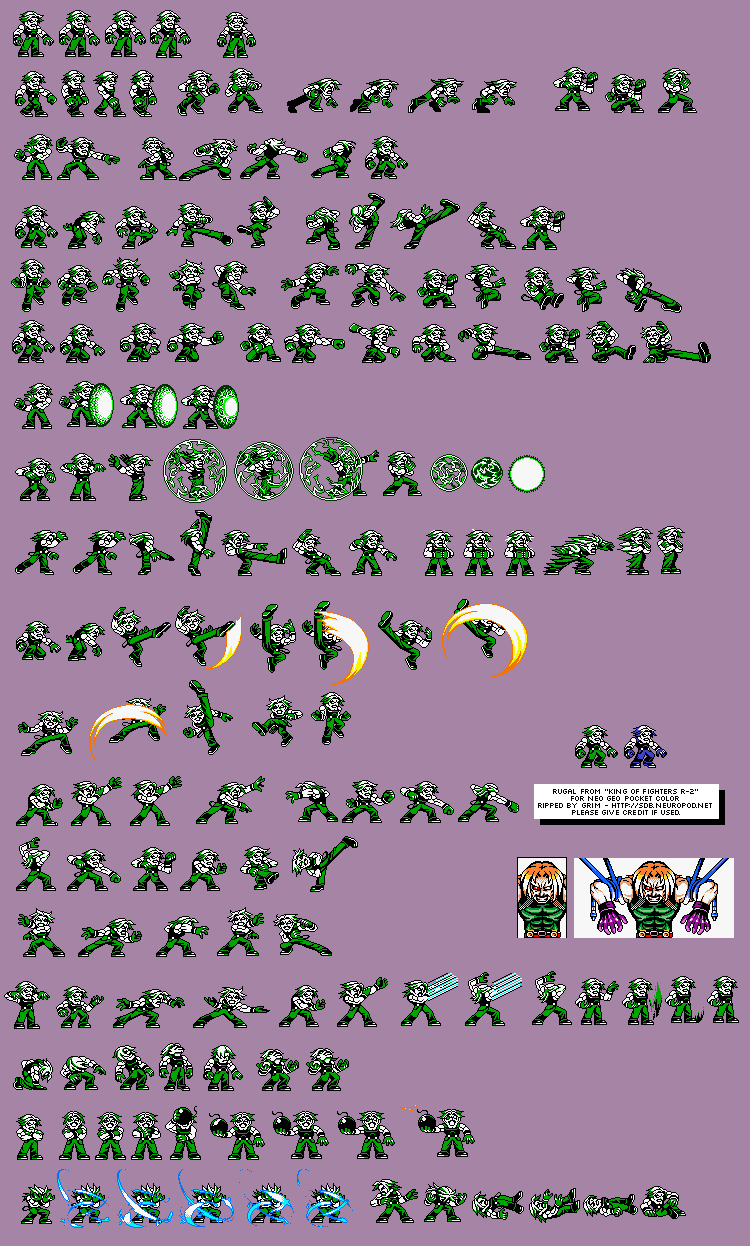 RUGAL FROM "KING OF FIGHTERS R-2"
FOR NEO GEO POCKET COLOR
RIPPED BY GRIM - HTTP://SDB.NEUROPOD.NET
PLEASE GIVE CREDIT IF USED.